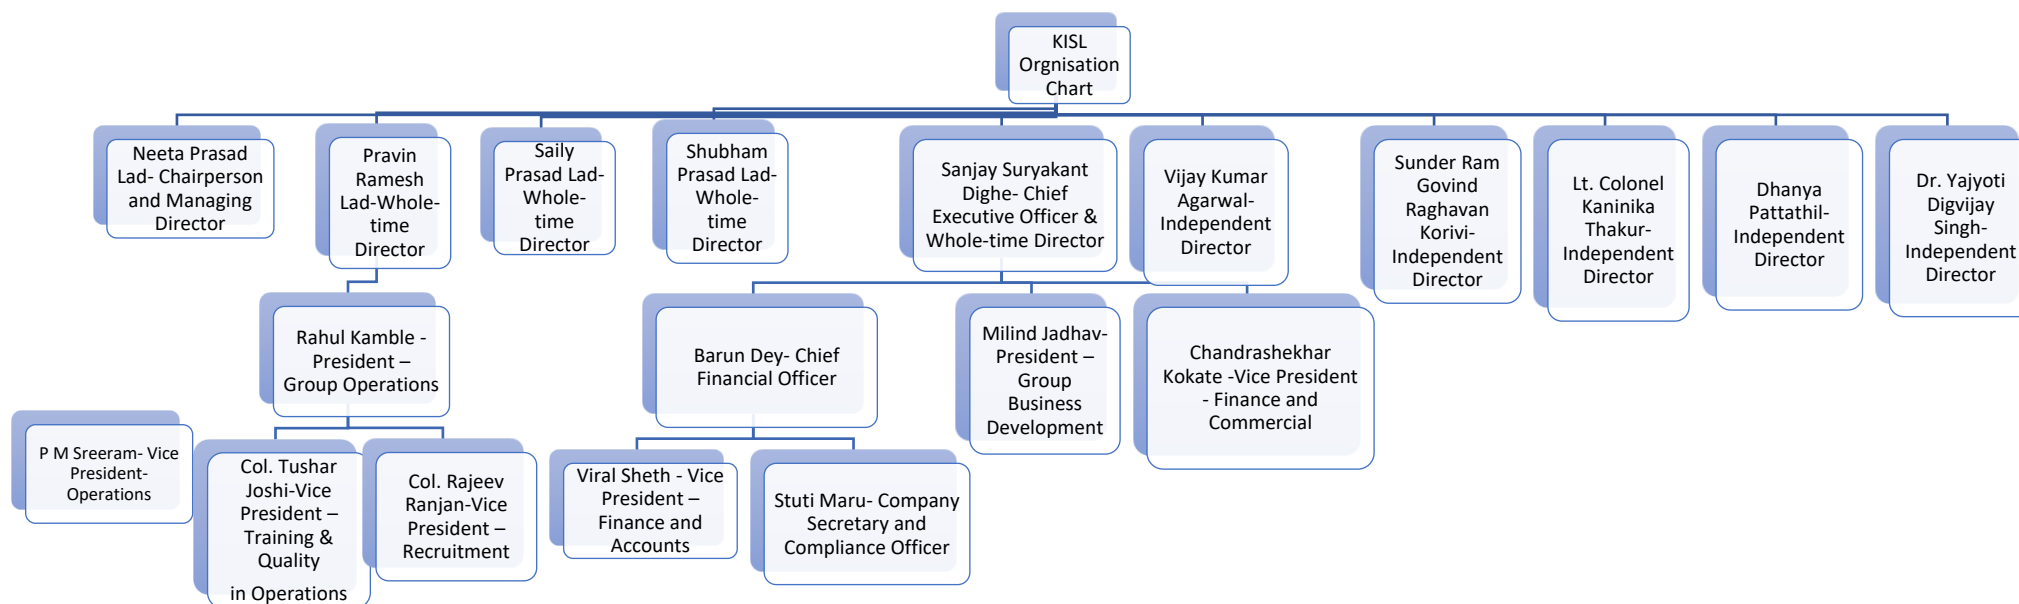 KISL
Orgnisation
Chart
Neeta Prasad
Lad- Chairperson
and Managing
Director
Pravin
Ramesh
Lad-Whole-
time
Director
Saily
Prasad Lad-
Whole-
time
Director
Shubham
Prasad Lad-
Whole-
time
Director
Sanjay Suryakant
Dighe- Chief
Executive Officer &
Whole-time Director
Vijay Kumar
Agarwal-
Independent
Director
Sunder Ram
Govind
Raghavan
Korivi-
Independent
Director
Lt. Colonel
Kaninika
Thakur-
Independent
Director
Dhanya
Pattathil-
Independent
Director
Dr. Yajyoti
Digvijay
Singh-
Independent
Director
Rahul Kamble -
President –
Group Operations
Barun Dey- Chief
Financial Officer
Milind Jadhav-
President –
Group
Business
Development
Chandrashekhar
Kokate -Vice President
- Finance and
Commercial
P M Sreeram- Vice
President-
Operations
Col. Tushar
Joshi-Vice
President –
Training &
Quality
in Operations
Col. Rajeev
Ranjan-Vice
President –
Recruitment
Viral Sheth - Vice
President –
Finance and
Accounts
Stuti Maru- Company
Secretary and
Compliance Officer